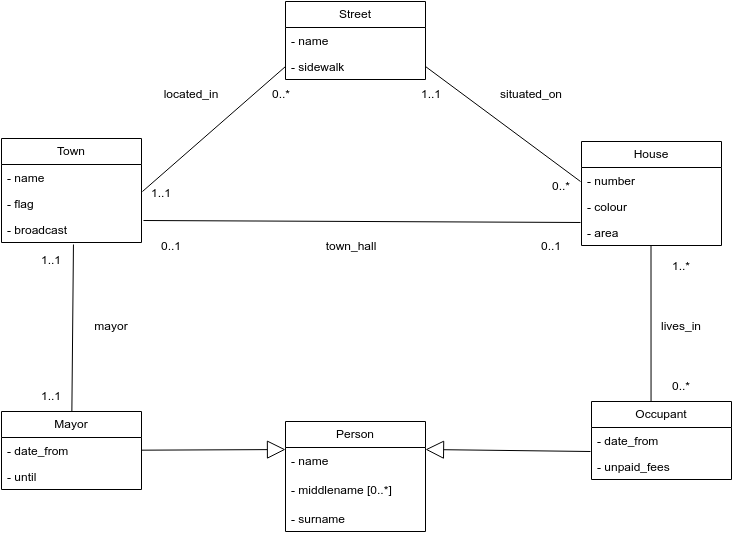 Street
- name
- sidewalk
located_in
0..*
1..1
situated_on
Town
- name
- flag
- broadcast
1..1
House
- number
- colour
- area
0..*
0..1
town_hall
0..1
1..1
mayor
1..1
1..*
lives_in
0..*
Mayor
- date_from
- until
Person
- name
- middlename [0..*]
- surname
Occupant
- date_from
- unpaid_fees